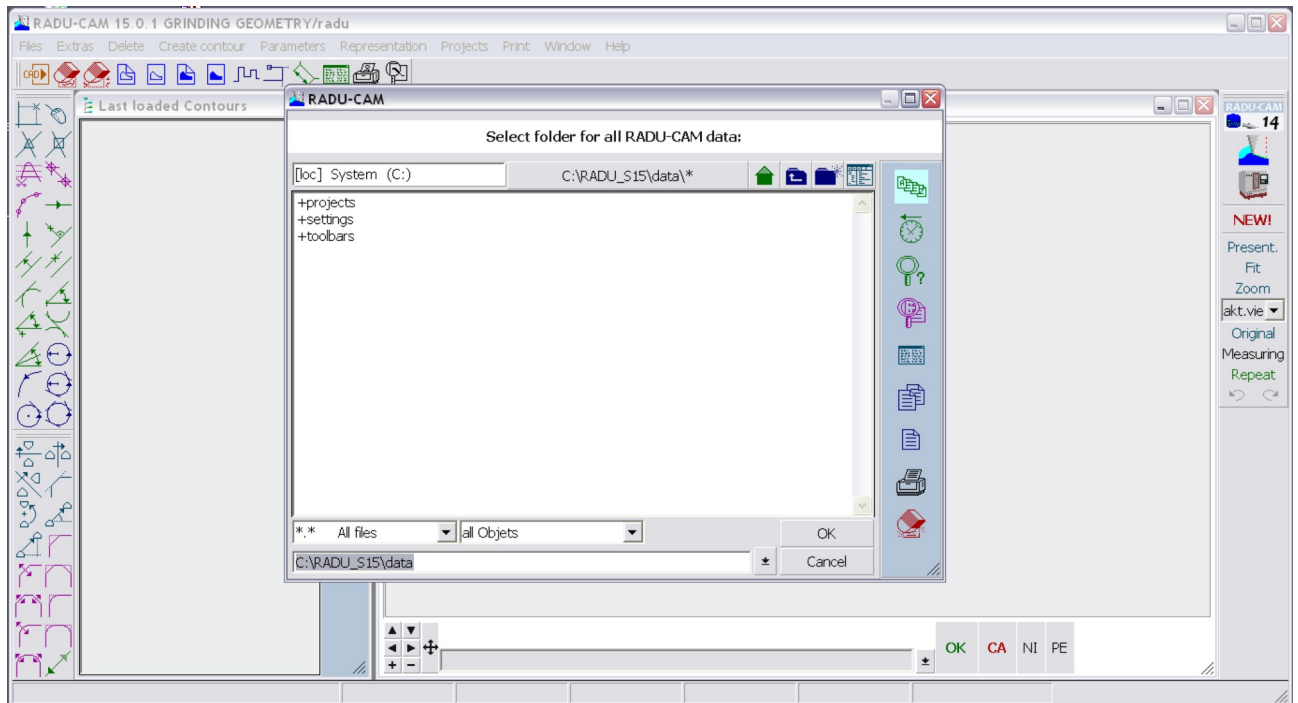 RADU-CAM 15.0.1 GRINDING GEOMETRY/radu
Files Extras Delete Create contour Parameters Representation Projects Print Window Help
CAD
Last loaded Contours
RADU-CAM
Select folder for all RADU-CAM data:
[loc] System (C:)
C:\RADU_S15\data\*
+projects
+settings
+toolbars
*.* All files
all Objets
OK
C:\RADU_S15\data
Cancel
RADU-CAM
14
NEW!
Present.
Fit
Zoom
akt.vie
Original
Measuring
Repeat
OK CA NI PE